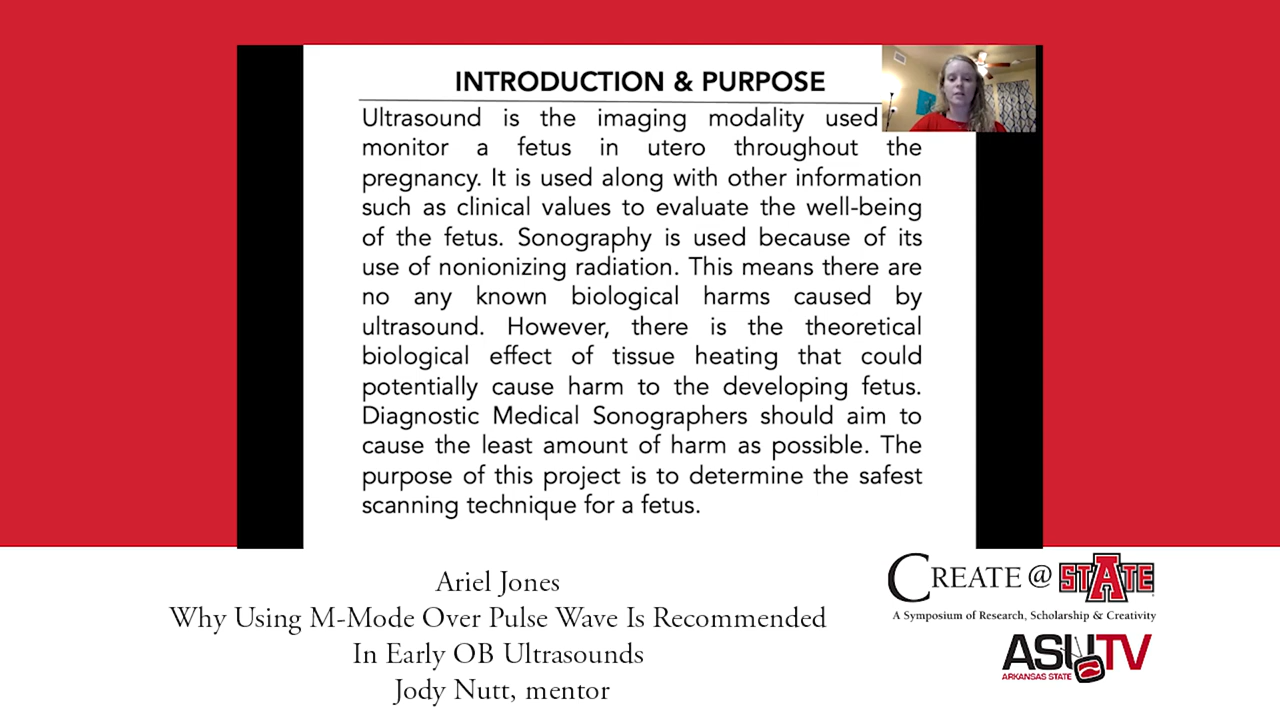 INTRODUCTION & PURPOSE
Ultrasound is the imaging modality used
monitor a fetus in utero throughout the
pregnancy. It is used along with other information
such as clinical values to evaluate the well-being
of the fetus. Sonography is used because of its
use of nonionizing radiation. This means there are
no any known biological harms caused by
ultrasound. However, there is the theoretical
biological effect of tissue heating that could
potentially cause harm to the developing fetus.
Diagnostic Medical Sonographers should aim to
cause the least amount of harm as possible. The
purpose of this project is to determine the safest
scanning technique for a fetus.
Ariel Jones
Why Using M-Mode Over Pulse Wave Is Recommended
In Early OB Ultrasounds
Jody Nutt, mentor
CREATE @ STATE
A Symposium of Research, Scholarship & Creativity
ASU TV
ARKANSAS STATE